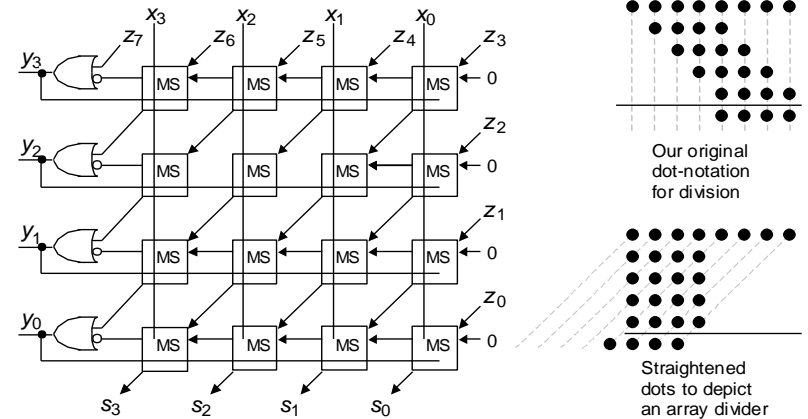 x3 x2 x1 x0
z7 z6 z5 z4 z3
y3 MS MS MS MS 0
z2
y2 MS MS MS MS 0
z1
y1 MS MS MS MS 0
z0
y0 MS MS MS MS 0
s3 s2 s1 s0
Our original
dot-notation
for division
Straightened
dots to depict
an array divider